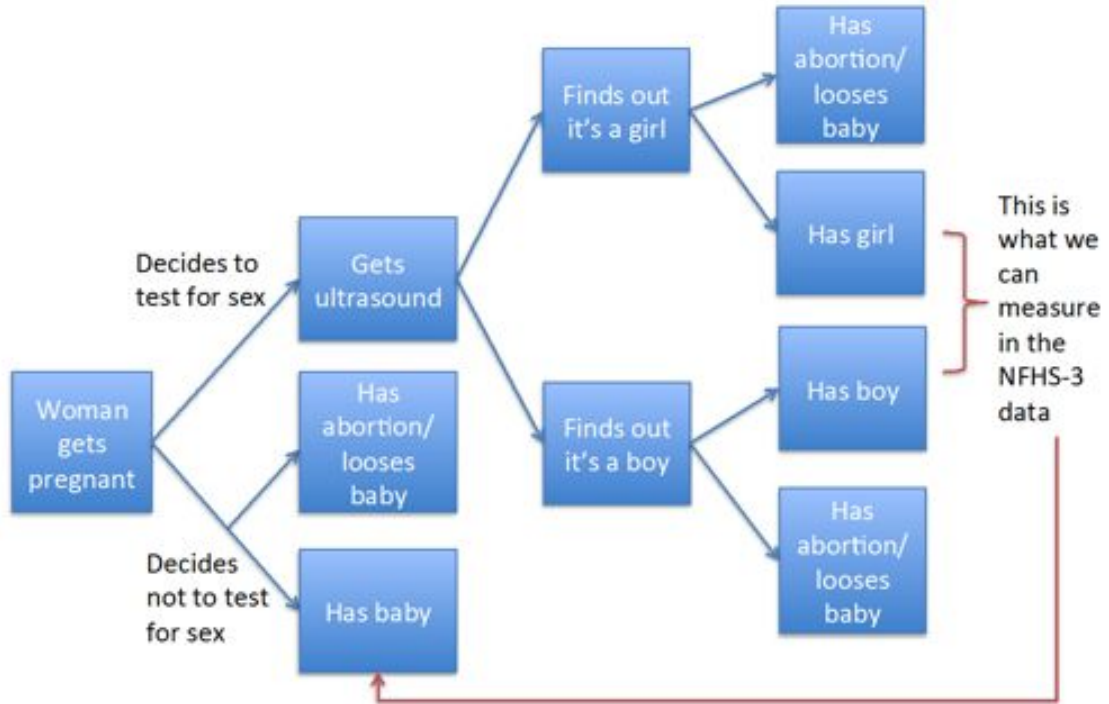 Woman
gets
pregnant
Decides to
test for sex
Decides
not to test
for sex
Gets
ultrasound
Has
abortion/
looses
baby
Has baby
Finds out
it's a girl
Finds out
it's a boy
Has
abortion/
looses
baby
Has girl
Has boy
Has
abortion/
looses
baby
This is
what we
can
measure
in the
NFHS-3
data